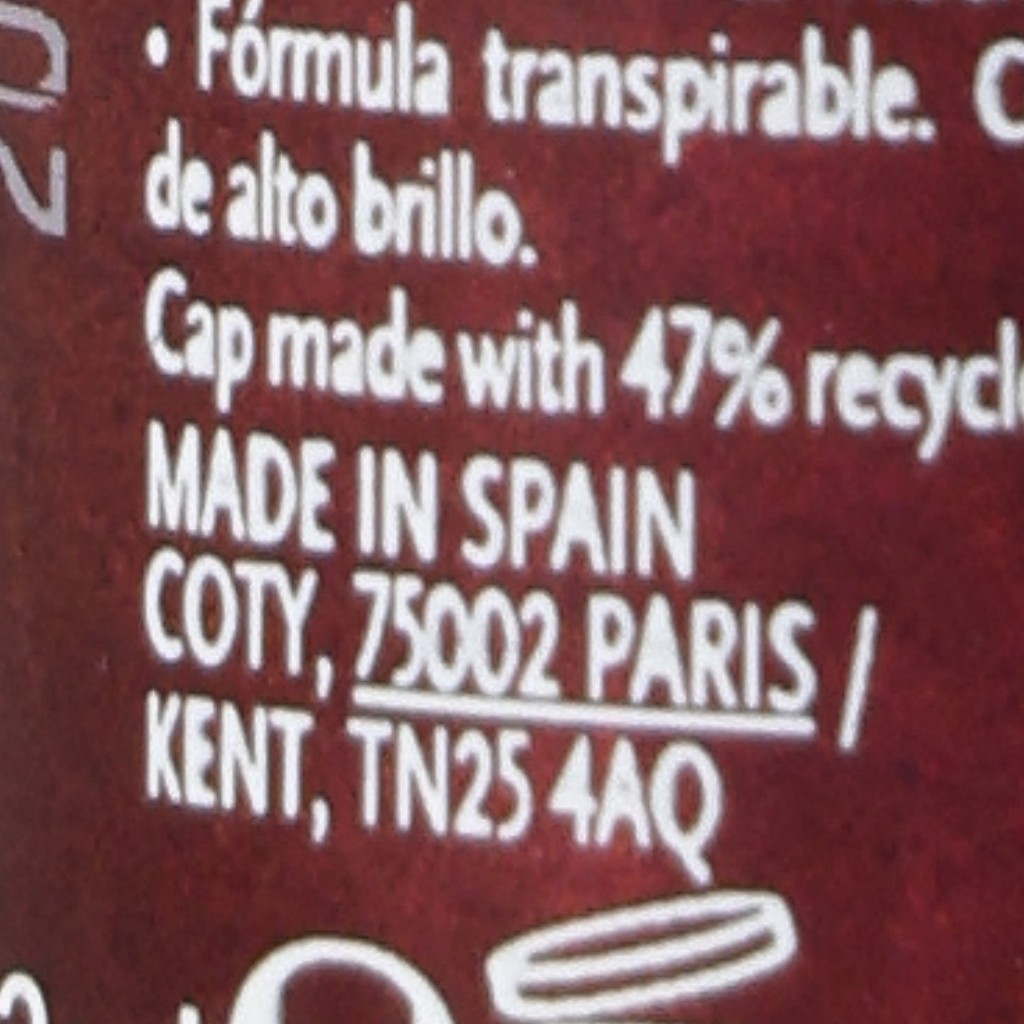 • Fórmula transpirable.
de alto brillo.
Cap made with 47%
MADE IN SPAIN
COTY, 75002 PARIS /
KENT, TN25 4AQ